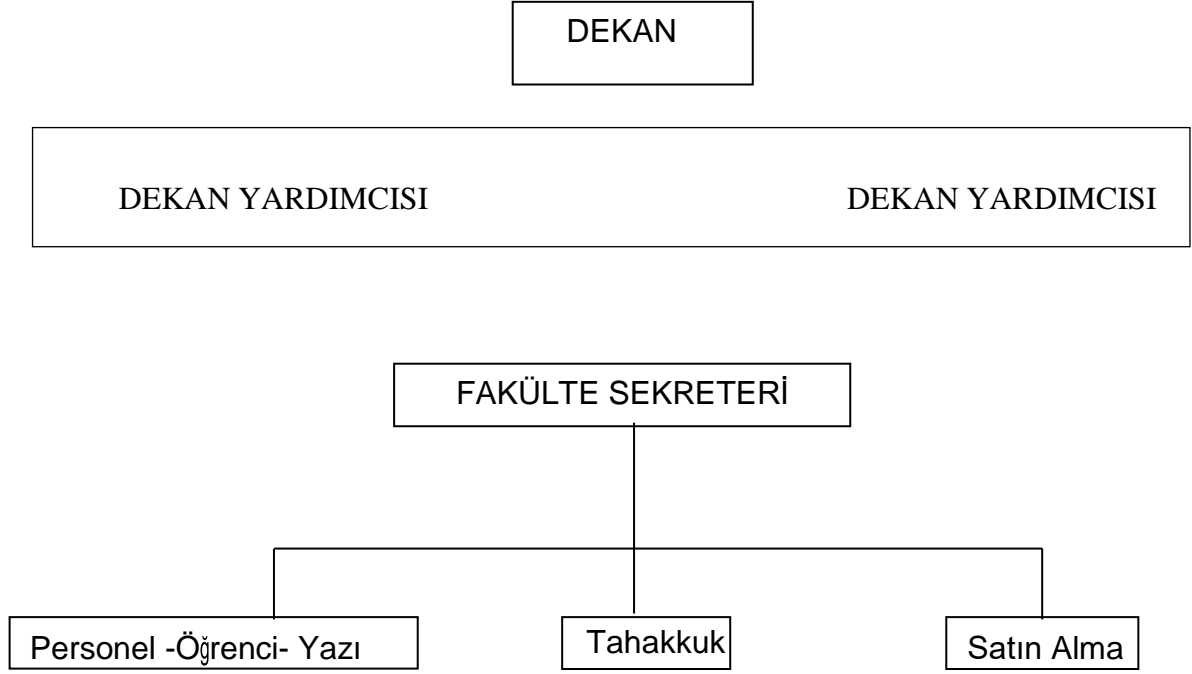 DEKAN
DEKAN YARDIMCISI DEKAN YARDIMCISI
FAKÜLTE SEKRETERİ
Personel -Öğrenci- Yazı Tahakkuk Satın Alma